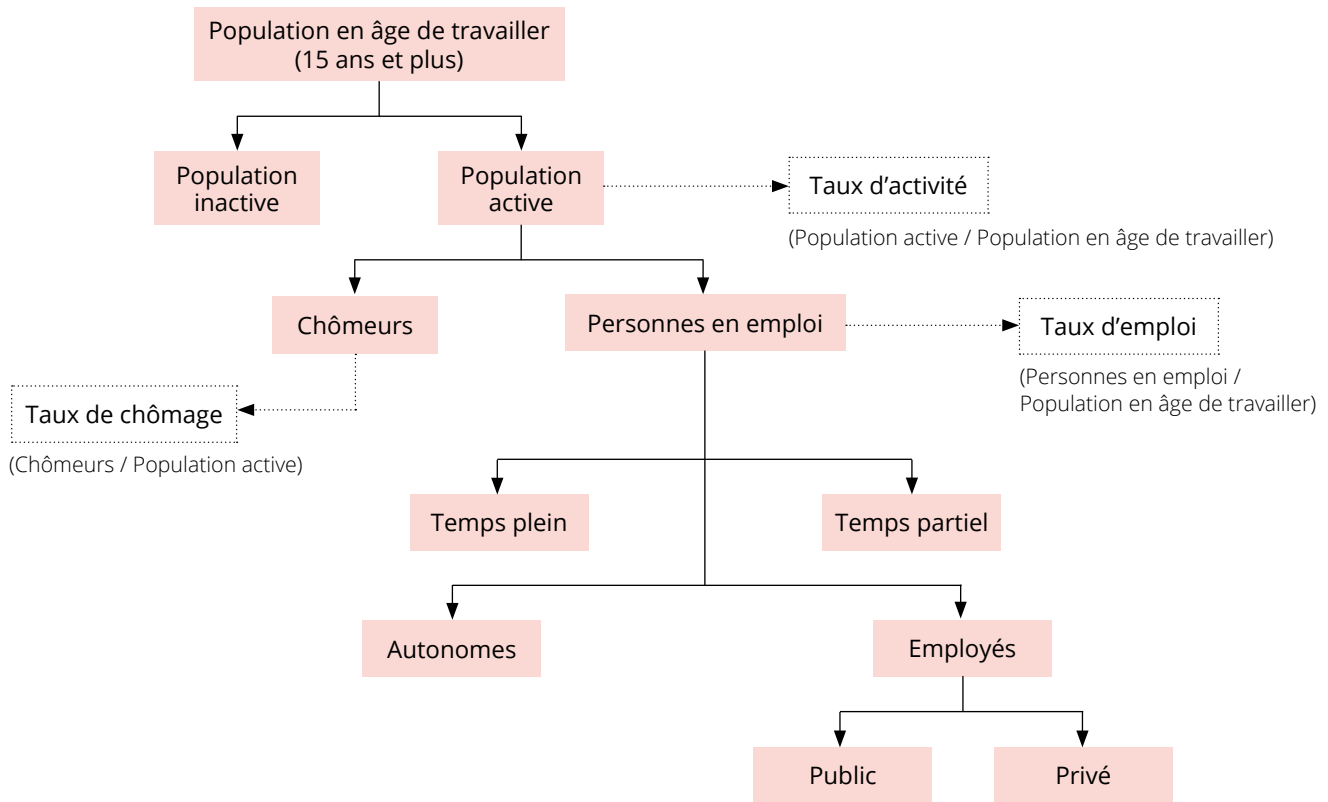 Population en âge de travailler
(15 ans et plus)
Population
inactive
Population
active
Taux d’activité
(Population active / Population en âge de travailler)
Chômeurs
Personnes en emploi
Taux d’emploi
(Personnes en emploi /
Population en âge de travailler)
Taux de chômage
(Chômeurs / Population active)
Temps plein
Temps partiel
Autonomes
Employés
Public
Privé